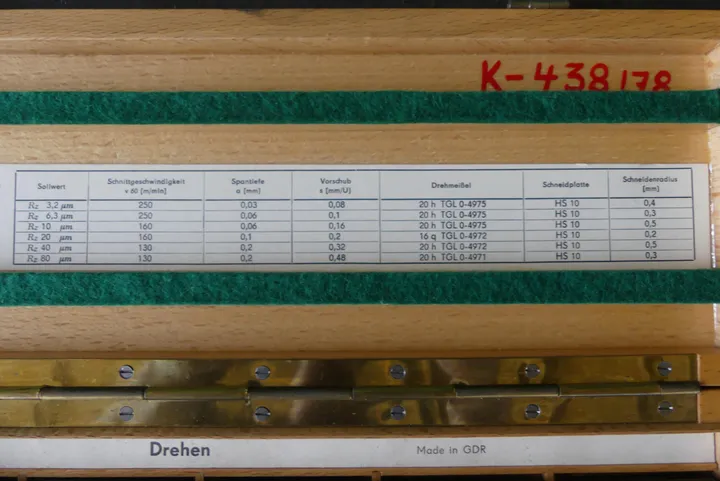 K-438/78
Sollwert Schnittgeschwindigkeit v 60 [m/min] Spantiefe a [mm] Vorschub s [mm/U] Drehmeißel Schneidplatte Schneidenradius [mm]
Rz 3,2 µm 250 0,03 0,08 20 h TGL 0-4975 HS 10 0,4
Rz 6,3 µm 250 0,06 0,1 20 h TGL 0-4975 HS 10 0,3
Rz 10 µm 160 0,06 0,16 20 h TGL 0-4975 HS 10 0,5
Rz 20 µm 160 0,1 0,2 16 q TGL 0-4972 HS 10 0,2
Rz 40 µm 130 0,2 0,32 20 h TGL 0-4972 HS 10 0,5
Rz 80 µm 130 0,2 0,48 20 h TGL 0-4971 HS 10 0,3
Drehen Made in GDR